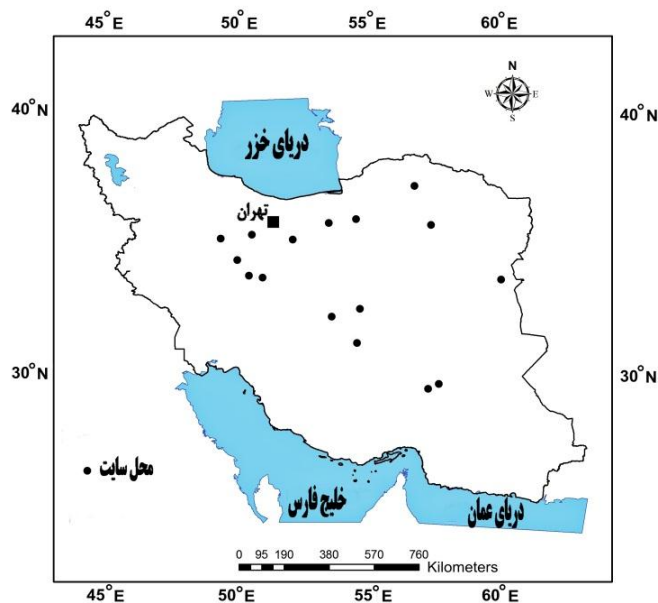 45°E 50°E 55°E 60°E
N
W E
S
40°N 40°N
دریای خزر
تهران
30°N 30°N
محل سایت
خلیج فارس
دریای عمان
0 95 190 380 570 760
Kilometers
45°E 50°E 55°E 60°E